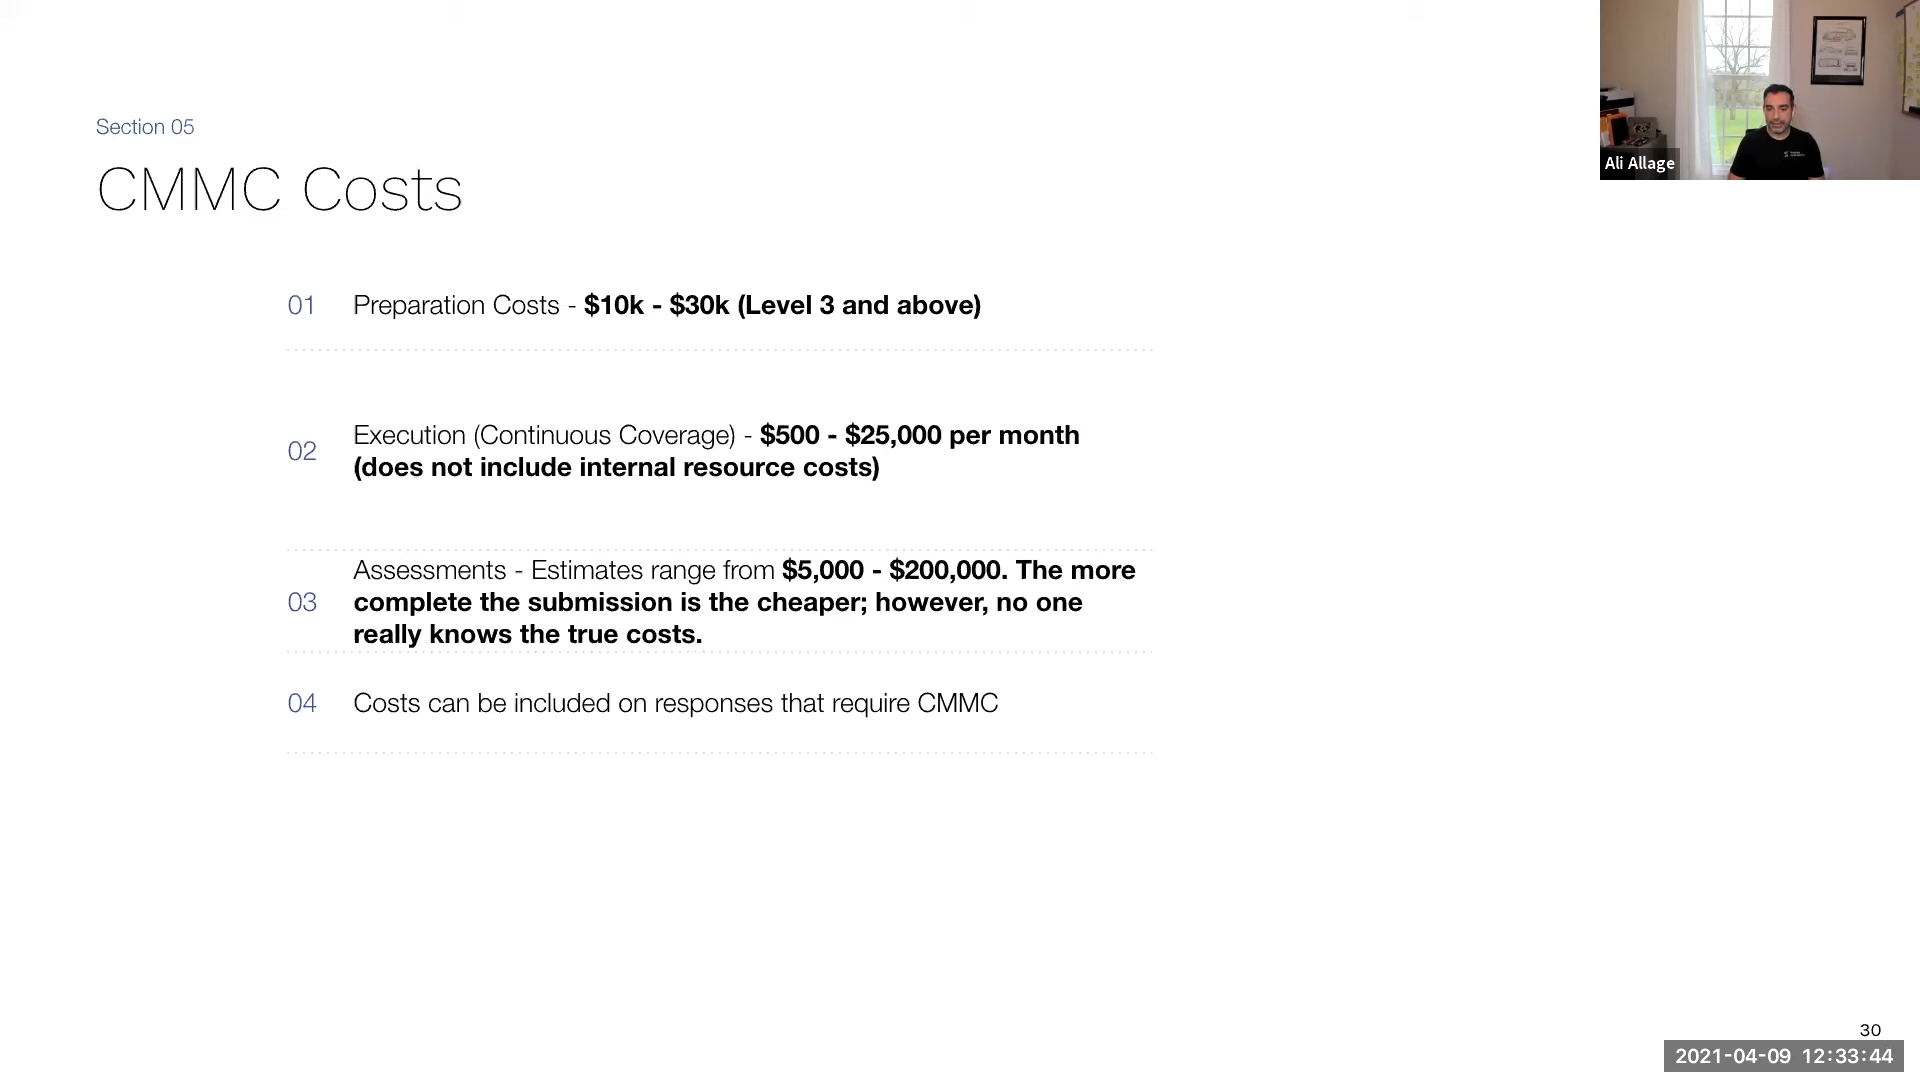 Section 05
CMMC Costs
01 Preparation Costs - $10k - $30k (Level 3 and above)
02 Execution (Continuous Coverage) - $500 - $25,000 per month
(does not include internal resource costs)
03 Assessments - Estimates range from $5,000 - $200,000. The more
complete the submission is the cheaper; however, no one
really knows the true costs.
04 Costs can be included on responses that require CMMC
Ali Allage
30
2021-04-09 12:33:44